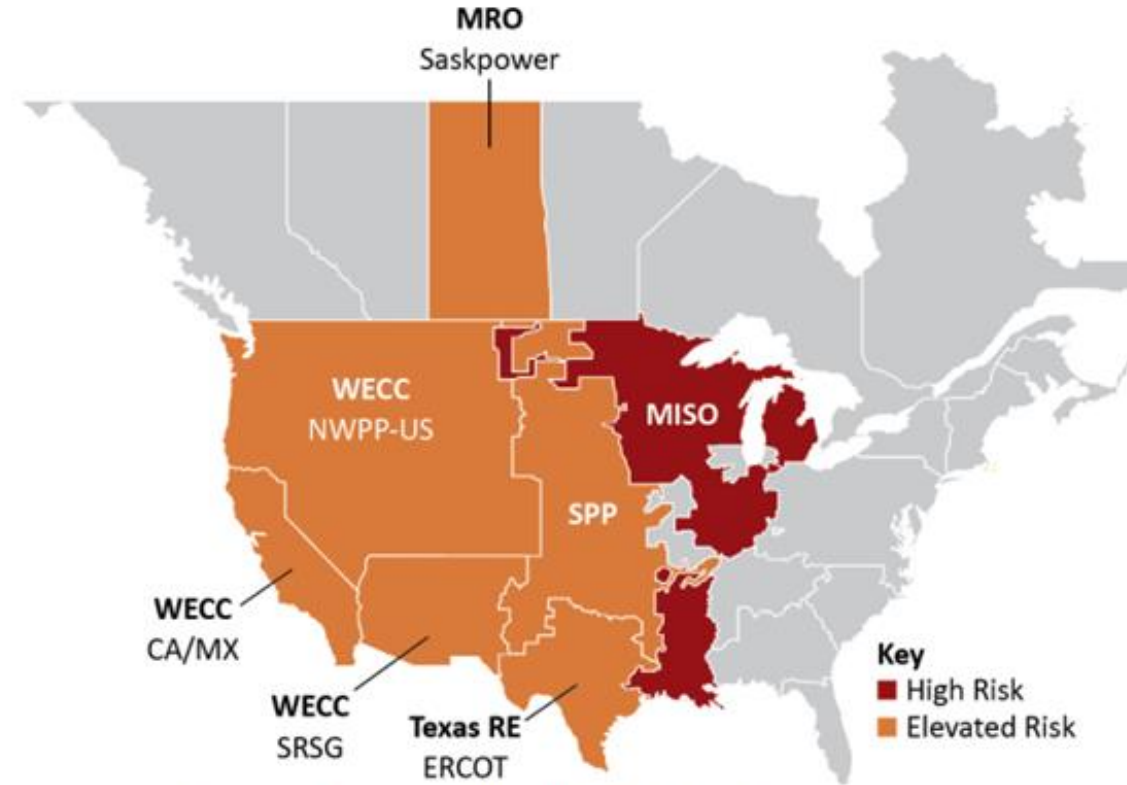 MRO
Saskpower
WECC
NWPP-US
MISO
SPP
WECC
CA/MX
WECC
SRSG
Texas RE
ERCOT
Key
High Risk
Elevated Risk